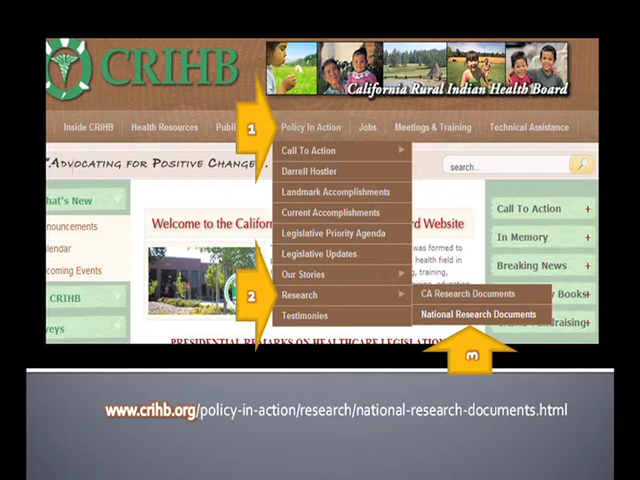 CRIHB
California Rural Indian Health Board
Inside CRIHB
Health Resources
Publi
1
Policy In Action
Jobs
Meetings & Training
Technical Assistance
"Advocating for Positive Change
search...
Call To Action
Darrell Hostler
Landmark Accomplishments
Current Accomplishments
Legislative Priority Agenda
Legislative Updates
Our Stories
2
Research
Testimonies
CA Research Documents
National Research Documents
3
hat's New
nouncements
lendar
coming Events
CRIHB
veys
Welcome to the Califor
rd Website
was formed to
health field in
training,
Call To Action +
In Memory +
Breaking News +
Books +
Fundraising +
PRESIDENTIAL REMARKS ON HEALTHCARE LEGISL
www.crihb.org/policy-in-action/research/national-research-documents.html